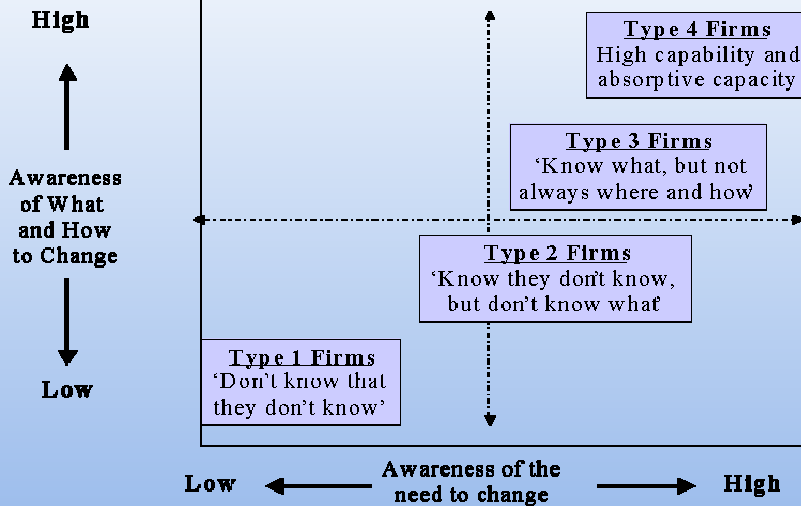 High
Type 4 Firms
High capability and
absorptive capacity
Type 3 Firms
‘Know what, but not
always where and how’
Awareness
of What
and How
to Change
Type 2 Firms
‘Know they don’t know,
but don’t know what’
Type 1 Firms
‘Don’t know that
they don’t know’
Low
Low
Awareness of the
need to change
High